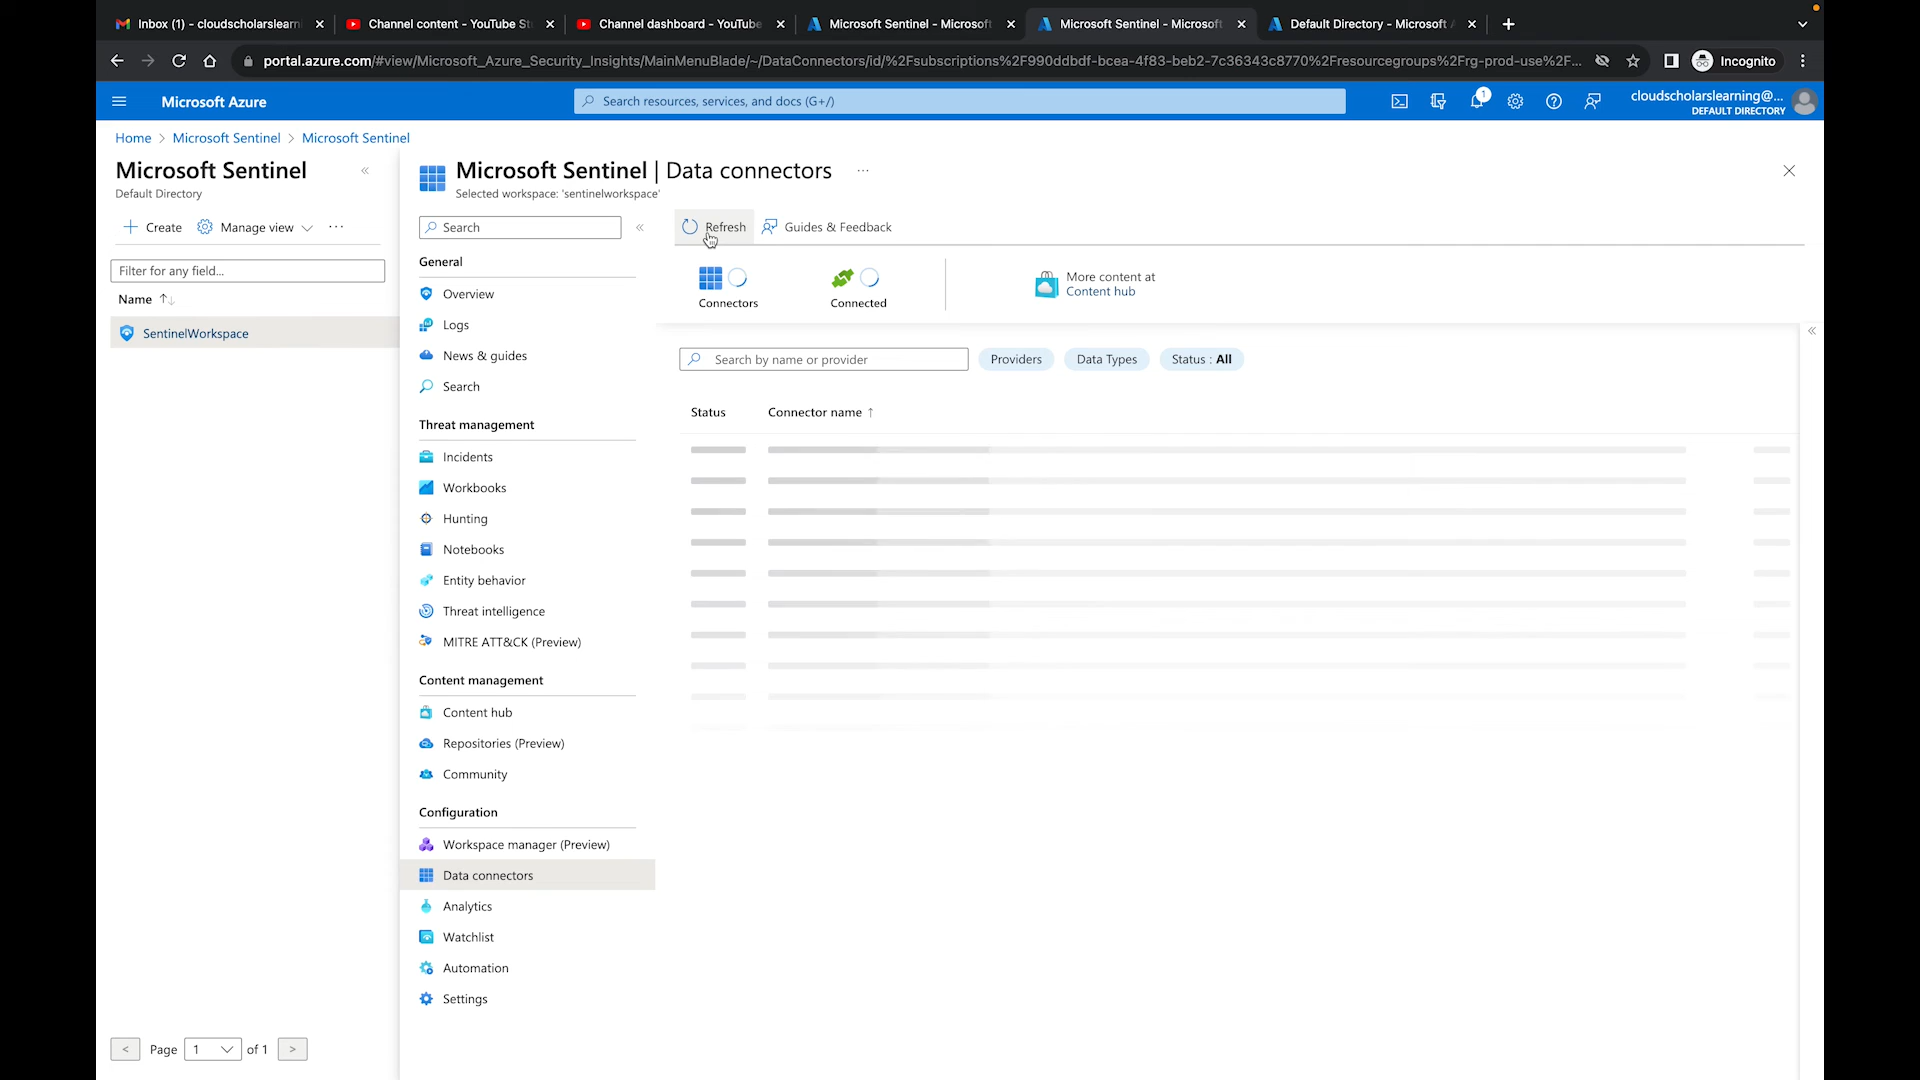 Inbox (1) - cloudscholarslearni
Channel content - YouTube St
Channel dashboard - YouTube
Microsoft Sentinel - Microsoft
Microsoft Sentinel - Microsoft
Default Directory - Microsoft A
portal.azure.com/#view/Microsoft_Azure_Security_Insights/MainMenuBlade/~/DataConnectors/id/%2Fsubscriptions%2F990ddbdf-bcea-4f83-beb2-7c36343c8770%2Fresourcegroups%2Frg-prod-use%2F...
Incognito
Microsoft Azure
Search resources, services, and docs (G+/)
1
cloudscholarslearning@...
DEFAULT DIRECTORY
Home > Microsoft Sentinel > Microsoft Sentinel
Microsoft Sentinel
Default Directory
Create
Manage view
Filter for any field...
Name
SentinelWorkspace
Page 1 of 1
Microsoft Sentinel | Data connectors
Selected workspace: 'sentinelworkspace'
Search
General
Overview
Logs
News & guides
Search
Threat management
Incidents
Workbooks
Hunting
Notebooks
Entity behavior
Threat intelligence
MITRE ATT&CK (Preview)
Content management
Content hub
Repositories (Preview)
Community
Configuration
Workspace manager (Preview)
Data connectors
Analytics
Watchlist
Automation
Settings
Refresh
Guides & Feedback
Connectors
Connected
More content at
Content hub
Search by name or provider
Providers
Data Types
Status : All
Status
Connector name